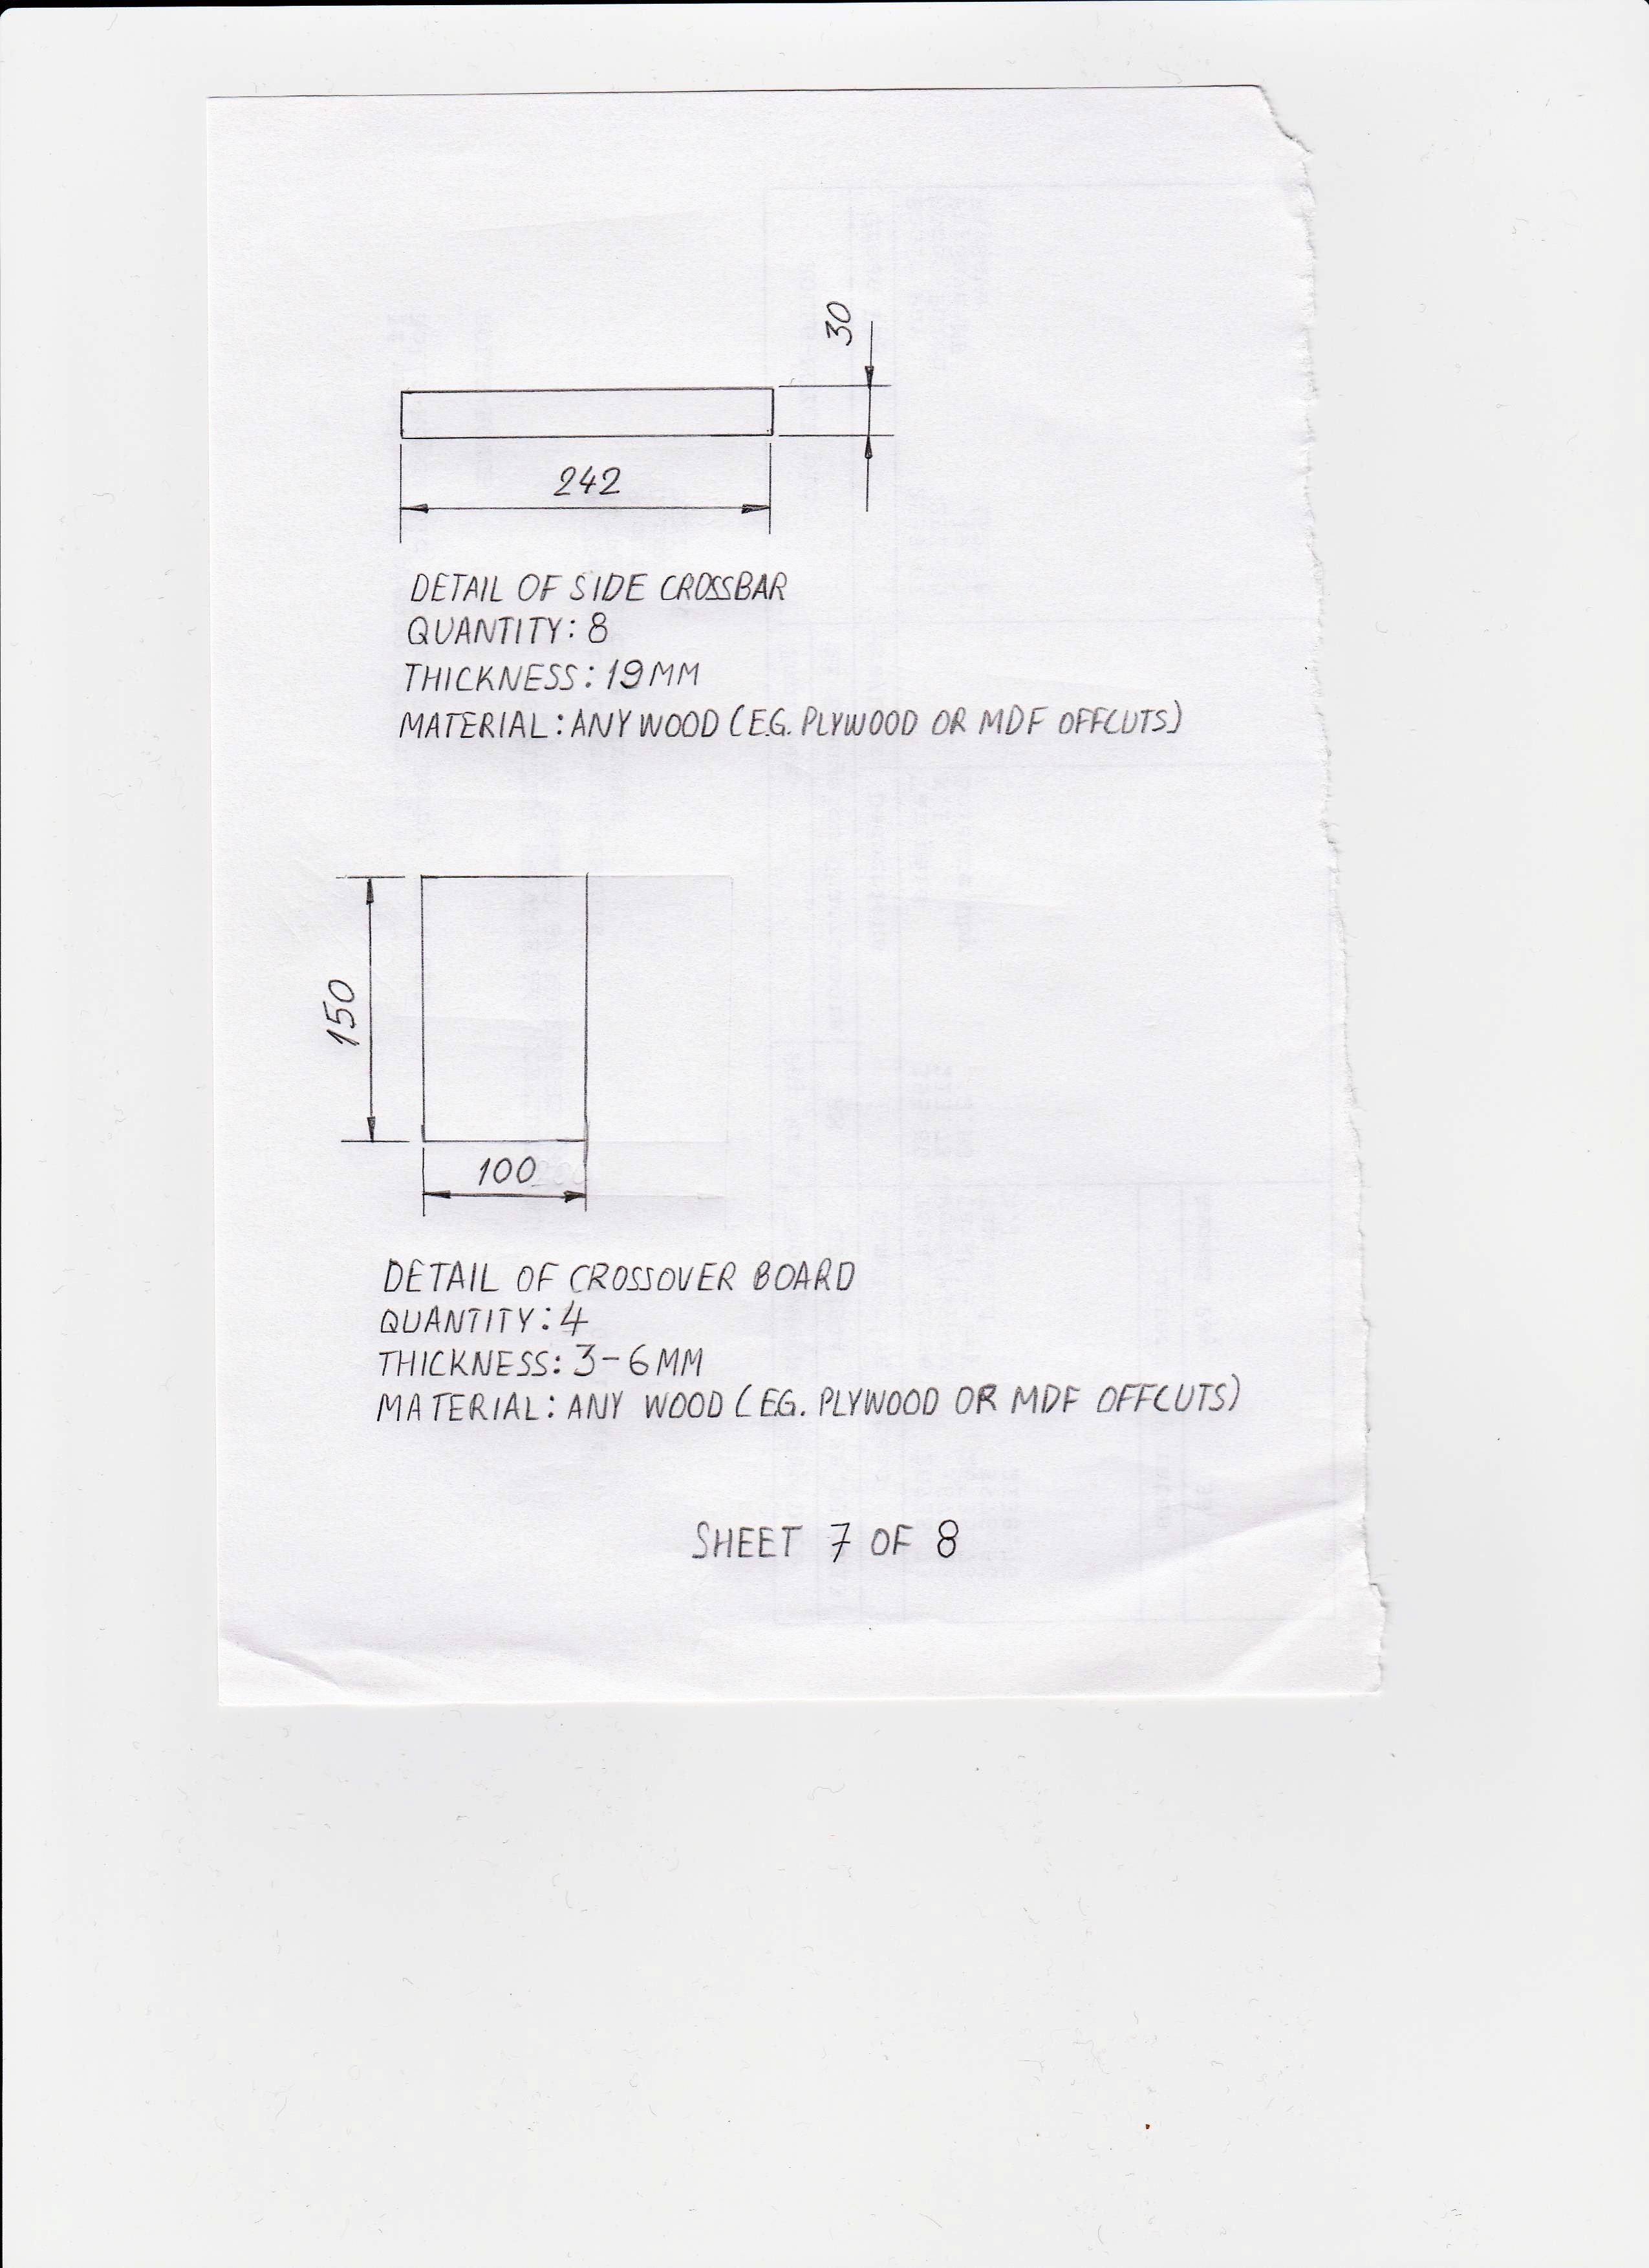 30
242
DETAIL OF SIDE CROSSBAR
QUANTITY: 8
THICKNESS: 19MM
MATERIAL: ANY WOOD (E.G. PLYWOOD OR MDF OFFCUTS)
150
100
DETAIL OF CROSSOVER BOARD
QUANTITY: 4
THICKNESS: 3-6MM
MATERIAL: ANY WOOD (EG. PLYWOOD OR MDF OFFCUTS)
SHEET 7 OF 8